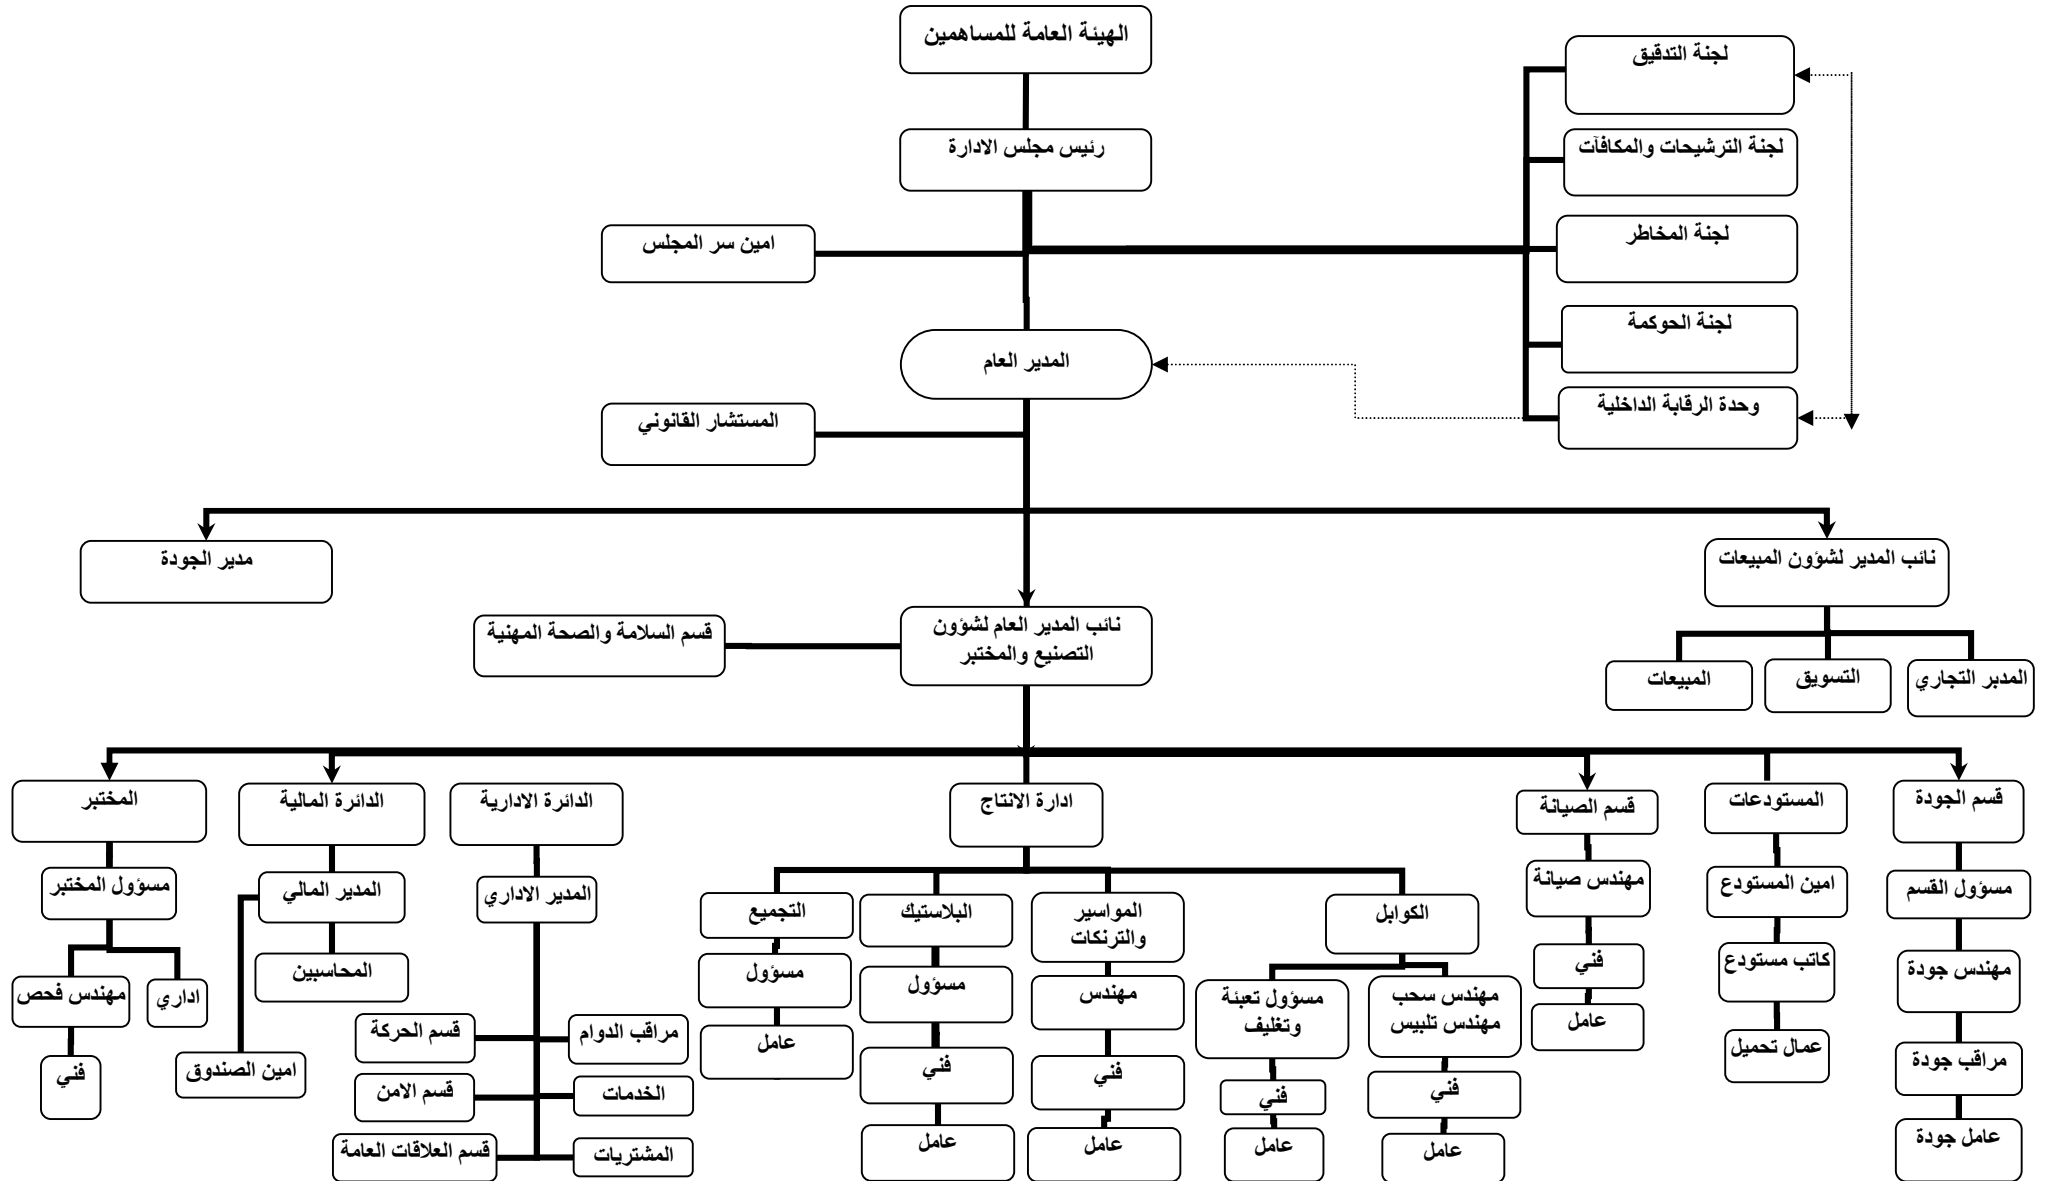 الهيئة العامة للمساهمين
لجنة التدقيق
رئيس مجلس الادارة
لجنة الترشيحات والمكافآت
امين سر المجلس
لجنة المخاطر
لجنة الحوكمة
المدير العام
وحدة الرقابة الداخلية
المستشار القانوني
نائب المدير لشؤون المبيعات
مدير الجودة
نائب المدير العام لشؤون
التصنيع والمختبر
قسم السلامة والصحة المهنية
المدبر التجاري
التسويق
المبيعات
قسم الجودة
المستودعات
قسم الصيانة
ادارة الانتاج
الدائرة الادارية
الدائرة المالية
المختبر
مسؤول القسم
امين المستودع
مهندس صيانة
المدير الاداري
المدير المالي
مسؤول المختبر
الكوابل
المواسير
والترنكات
البلاستيك
التجميع
مهندس جودة
كاتب مستودع
فني
مهندس سحب
مهندس تلبيس
مسؤول تعبئة
وتغليف
مهندس
مسؤول
مسؤول
المحاسبين
اداري
مهندس فحص
مراقب جودة
عمال تحميل
عامل
فني
فني
فني
فني
عامل
مراقب الدوام
قسم الحركة
امين الصندوق
فني
الخدمات
قسم الامن
عامل جودة
عامل
عامل
عامل
عامل
المشتريات
قسم العلاقات العامة